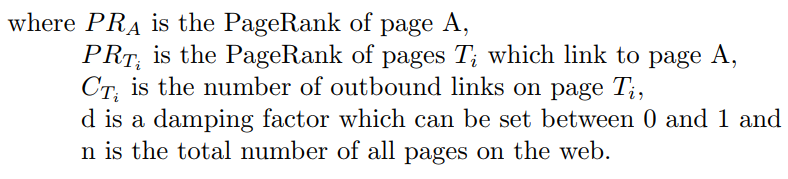 where PR_A is the PageRank of page A,
PR_{T_i} is the PageRank of pages T_i which link to page A,
C_{T_i} is the number of outbound links on page T_i,
d is a damping factor which can be set between 0 and 1 and
n is the total number of all pages on the web.